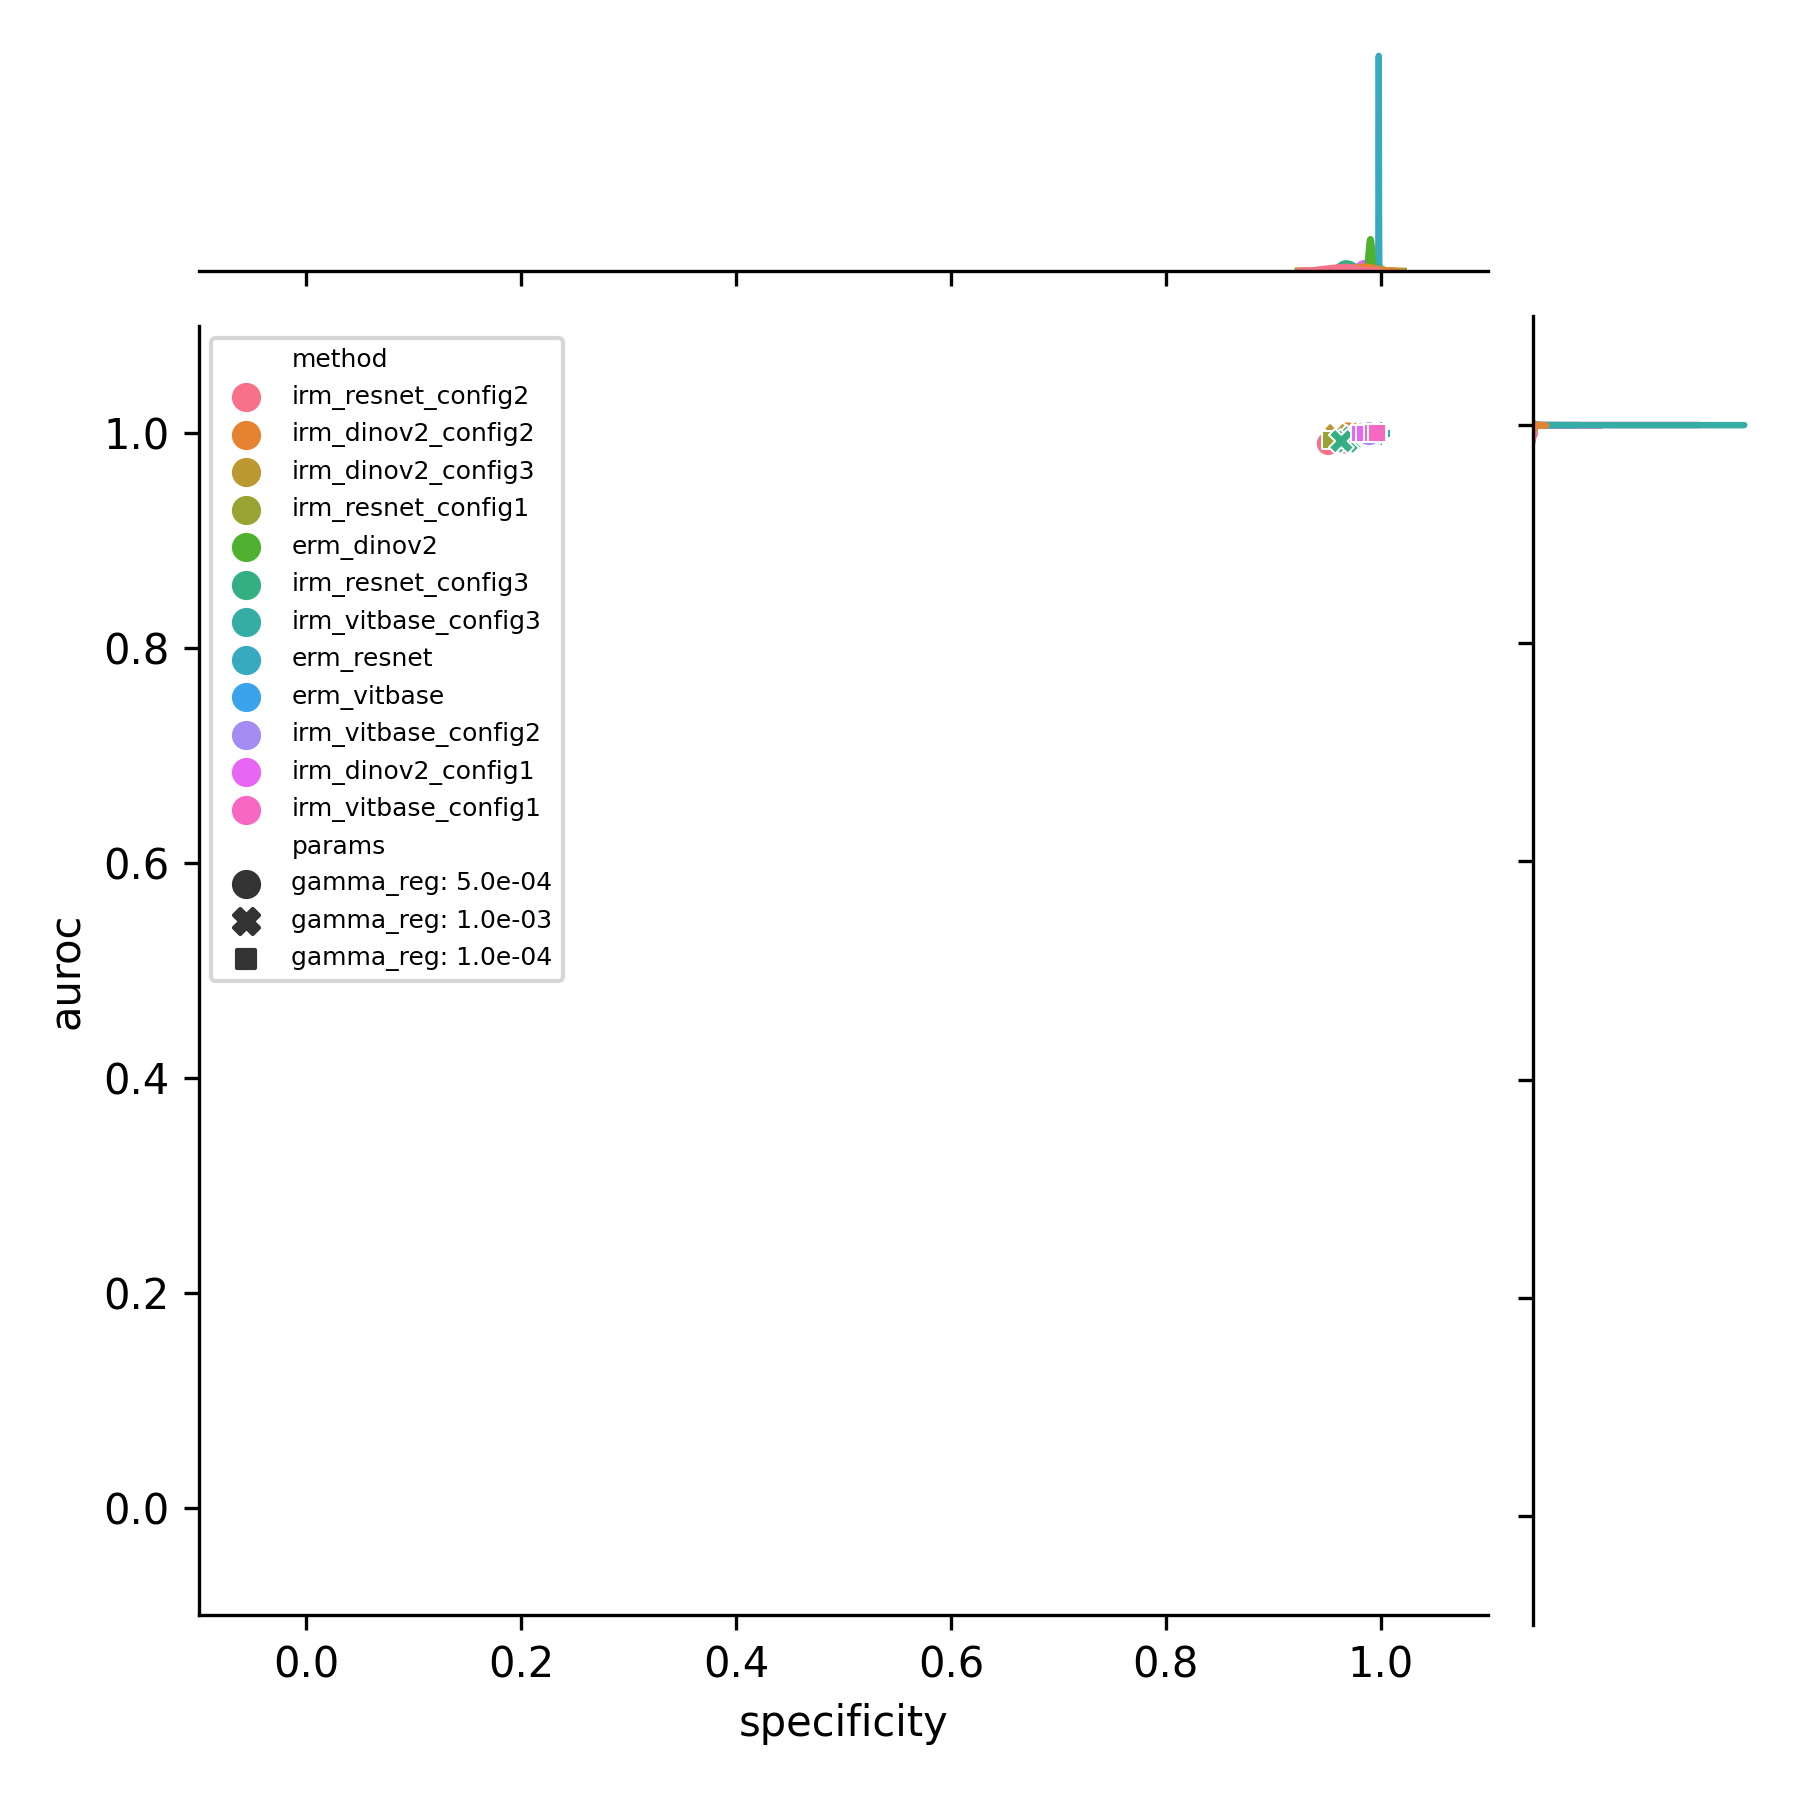 method
irm_resnet_config2
irm_dinov2_config2
irm_dinov2_config3
irm_resnet_config1
erm_dinov2
irm_resnet_config3
irm_vitbase_config3
erm_resnet
erm_vitbase
irm_vitbase_config2
irm_dinov2_config1
irm_vitbase_config1
params
gamma_reg: 5.0e-04
gamma_reg: 1.0e-03
gamma_reg: 1.0e-04
1.0
0.8
0.6
0.4
0.2
0.0
auroc
0.0
0.2
0.4
0.6
0.8
1.0
specificity